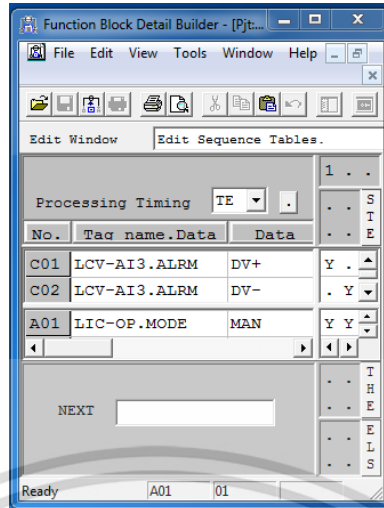 Function Block Detail Builder - [Pjt:...
File Edit View Tools Window Help
Edit Window Edit Sequence Tables.
1 . .
Processing Timing TE . . . S
T
No. Tag name.Data Data . . E
C01 LCV-AI3.ALRM DV+ Y .
C02 LCV-AI3.ALRM DV- . Y
A01 LIC-OP.MODE MAN Y Y
. . T
H
NEXT . . E
. . E
L
. . S
Ready A01 01